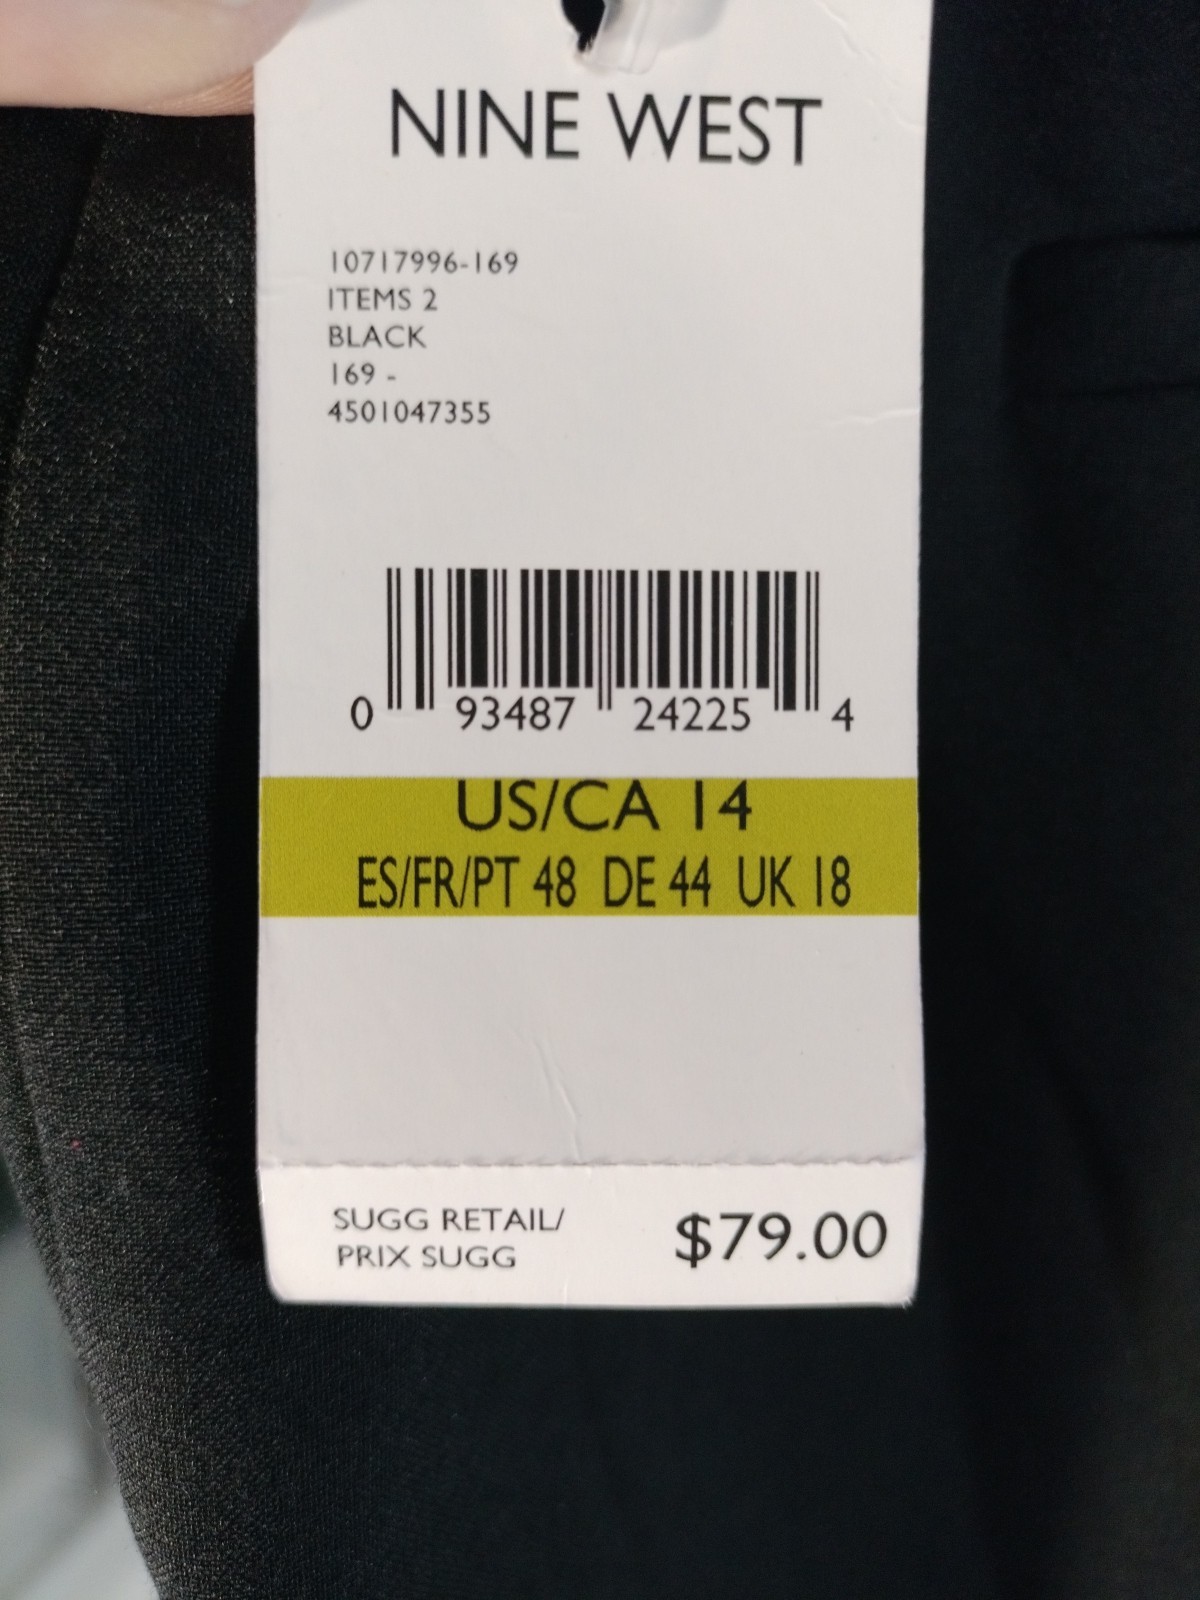 NINE WEST
10717996-169
ITEMS 2
BLACK
169 -
4501047355
0 93487 24225 4
US/CA 14
ES/FR/PT 48 DE 44 UK 18
SUGG RETAIL/
PRIX SUGG
$79.00